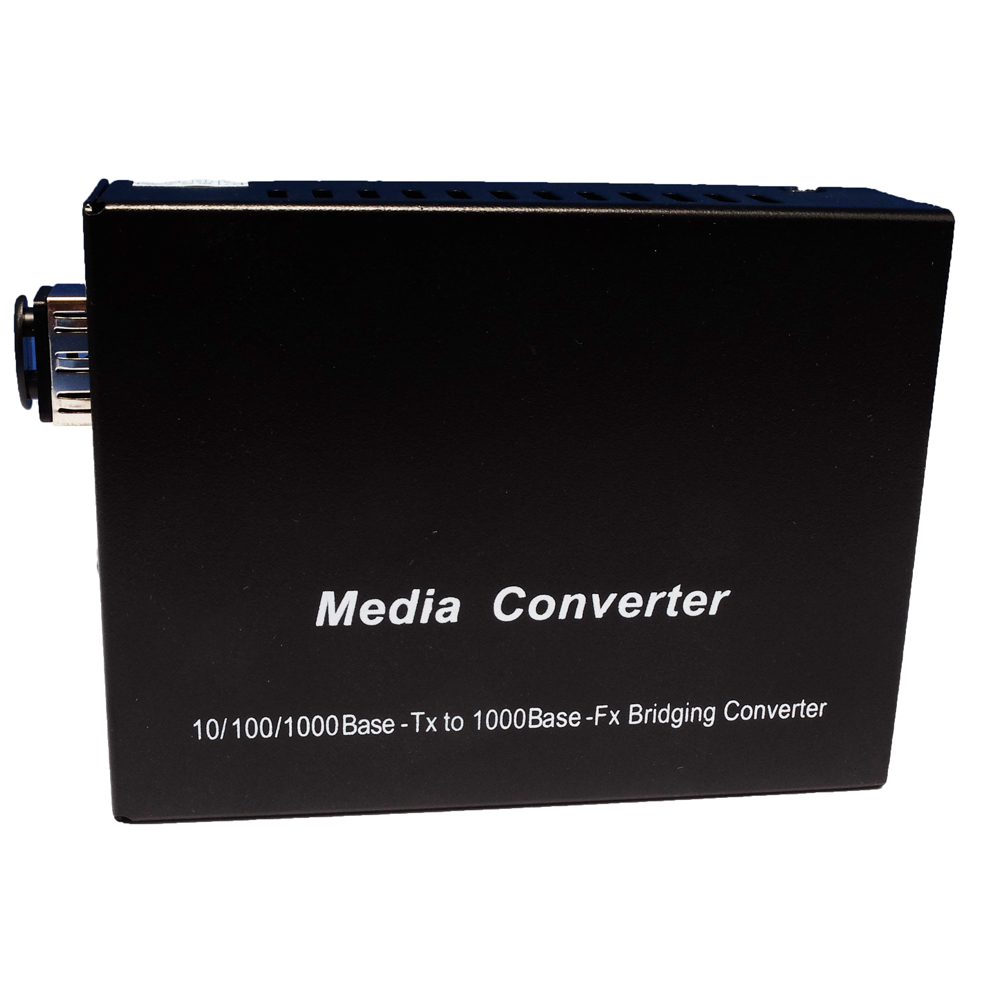 Media Converter
10/100/1000Base-Tx to 1000Base-Fx Bridging Converter